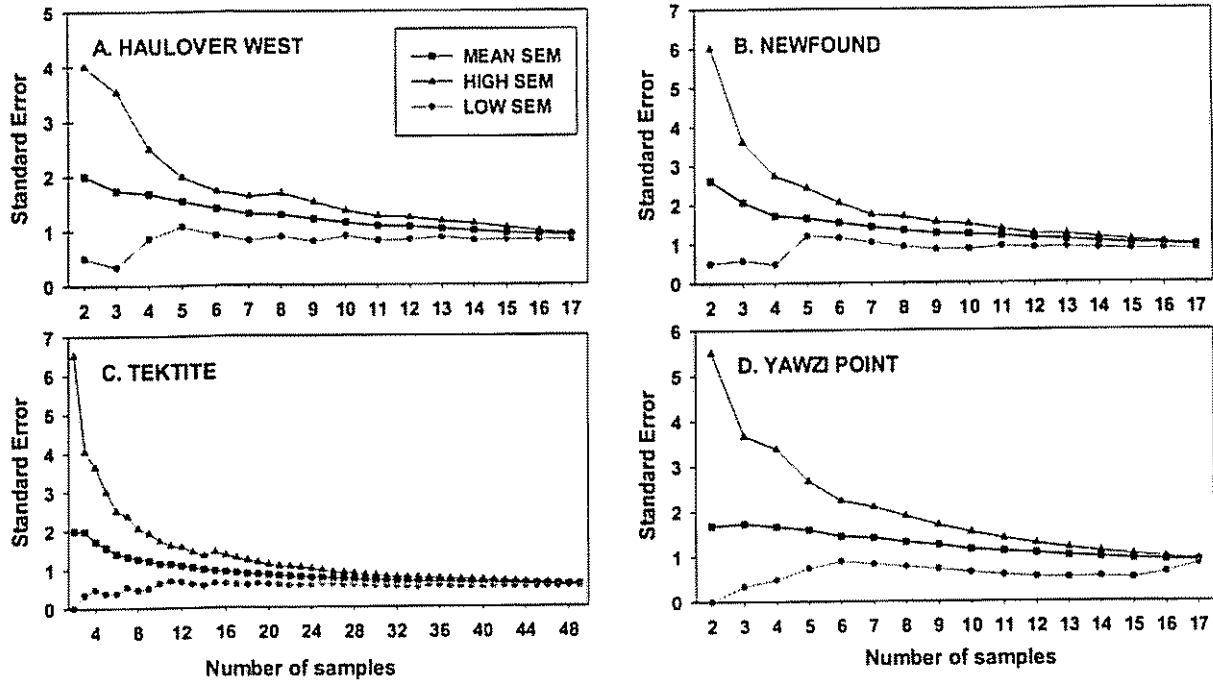 A. HAULOVER WEST
MEAN SEM
HIGH SEM
LOW SEM
Standard Error
5
4
3
2
1
0
2 3 4 5 6 7 8 9 10 11 12 13 14 15 16 17
B. NEWFOUND
Standard Error
7
6
5
4
3
2
1
0
2 3 4 5 6 7 8 9 10 11 12 13 14 15 16 17
C. TEKTITE
Standard Error
7
6
5
4
3
2
1
0
4 8 12 16 20 24 28 32 36 40 44 48
Number of samples
D. YAWZI POINT
Standard Error
6
5
4
3
2
1
0
2 3 4 5 6 7 8 9 10 11 12 13 14 15 16 17
Number of samples